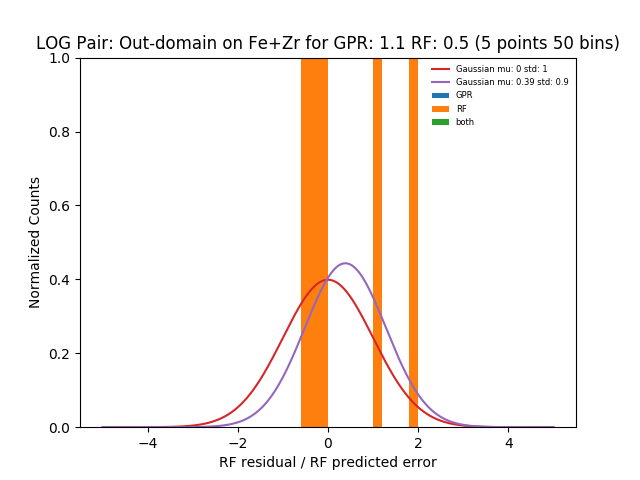 LOG Pair: Out-domain on Fe+Zr for GPR: 1.1 RF: 0.5 (5 points 50 bins)
1.0
0.8
0.6
0.4
0.2
0.0
Normalized Counts
Gaussian mu: 0 std: 1
Gaussian mu: 0.39 std: 0.9
GPR
RF
both
−4
−2
0
2
4
RF residual / RF predicted error